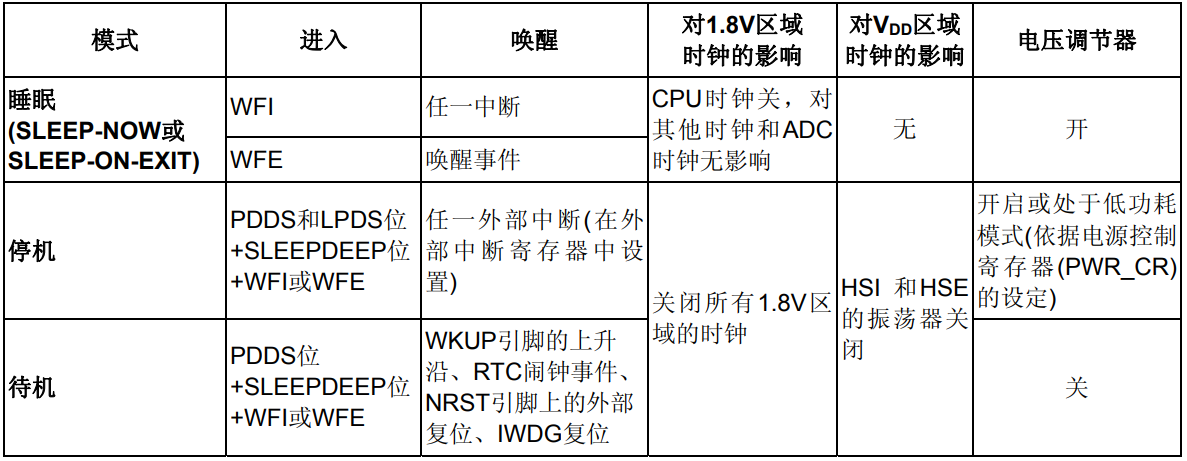 模式
进入
唤醒
对1.8V区域
时钟的影响
对VDD区域
时钟的影响
电压调节器
睡眠
(SLEEP-NOW或
SLEEP-ON-EXIT)
WFI
任一中断
WFE
唤醒事件
CPU时钟关，对
其他时钟和ADC
时钟无影响
无
开
停机
PDDS和LPDS位
+SLEEPDEEP位
+WFI或WFE
任一外部中断(在外
部中断寄存器中设
置)
关闭所有1.8V区
域的时钟
HSI 和HSE
的振荡器关
闭
开启或处于低功耗
模式(依据电源控制
寄存器(PWR_CR)
的设定)
待机
PDDS位
+SLEEPDEEP位
+WFI或WFE
WKUP引脚的上升
沿、RTC闹钟事件、
NRST引脚上的外部
复位、IWDG复位
关